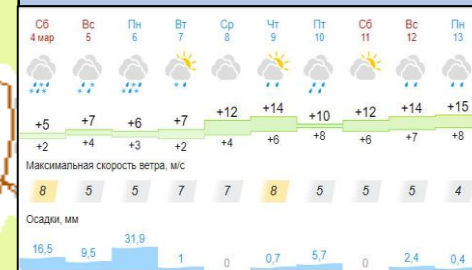 Сб Вс Пн Вт Ср Чт Пт Сб Вс Пн
4 мар 5 6 7 8 9 10 11 12 13
+5 +7 +6 +7 +12 +14 +10 +12 +14 +15
+2 +4 +3 +2 +4 +6 +8 +6 +7 +8
Максимальная скорость ветра, м/с
8 5 5 7 7 8 5 5 5 4
Осадки, мм
16,5 9,5 31,9 1 0 0,7 5,7 0 2,4 0,4